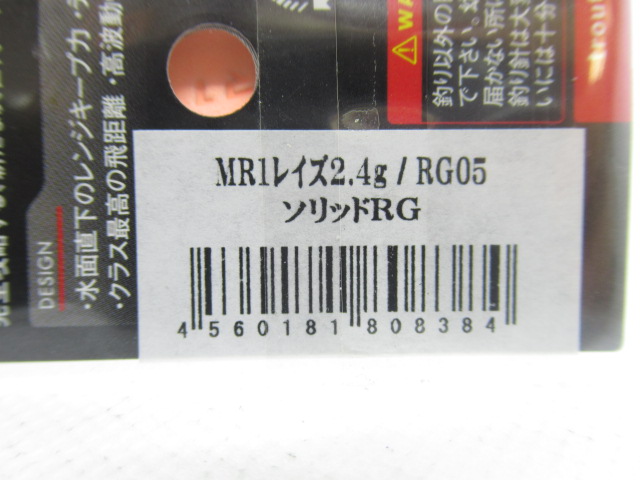 MR1レイズ2.4g / RG05
ソリッドRG
4 560181 808384
DESIGN
・水面直下のレンジキープ力・
・クラス最高の飛距離・高波動
WA
釣り以外の
で下さい。
届かない所に
釣り針は大
いには十分
trout